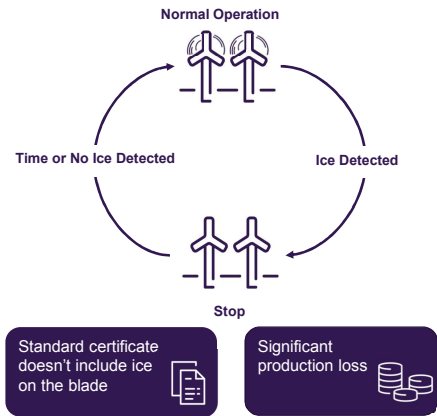 Normal Operation
Time or No Ice Detected
Ice Detected
Stop
Standard certificate
doesn't include ice
on the blade
Significant
production loss